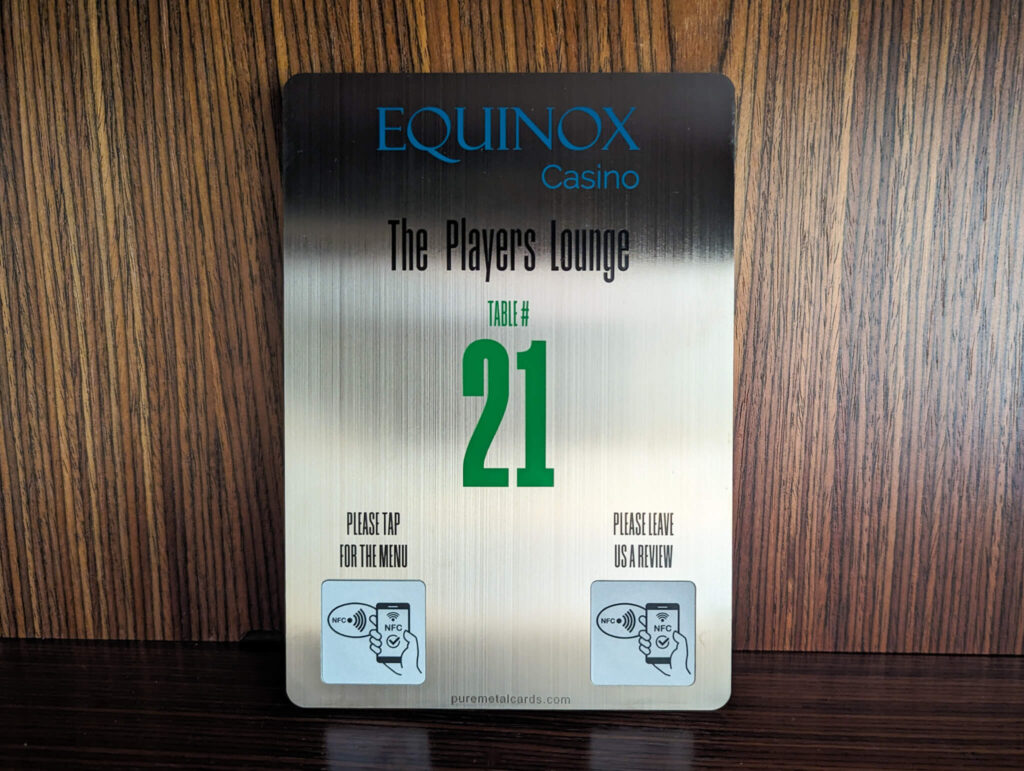 EQUINOX
Casino
The Players Lounge
TABLE #
21
PLEASE TAP
FOR THE MENU
PLEASE LEAVE
US A REVIEW
NFC
NFC
NFC
NFC
puremetalcards.com